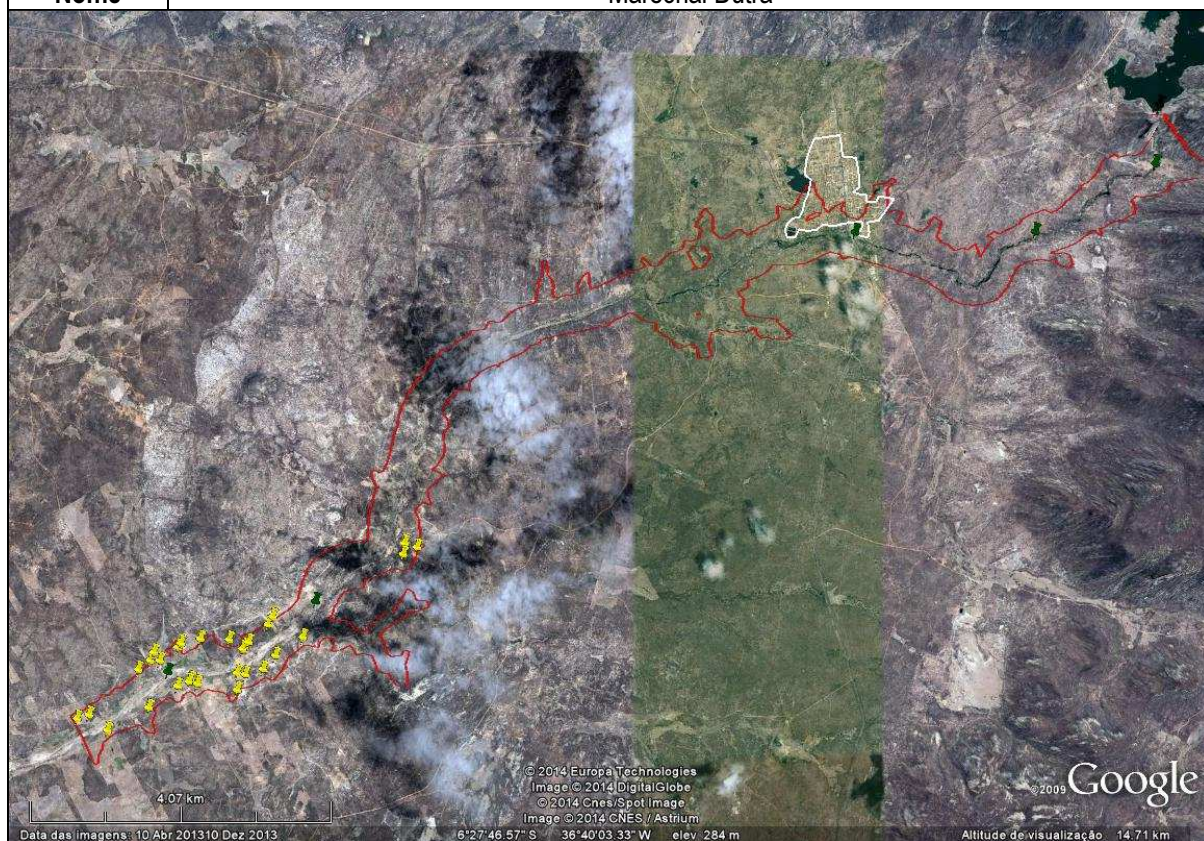 Nome
Marechal Dutra
© 2014 Europa Technologies
Image © 2014 DigitalGlobe
© 2014 Cnes/Spot Image
Image © 2014 CNES / Astrium
©2009 Google
4.07 km
Data das imagens: 10 Abr 201310 Dez 2013 6°27'46.57" S 36°40'03.33" W elev. 284 m Altitude de visualização 14.71 km